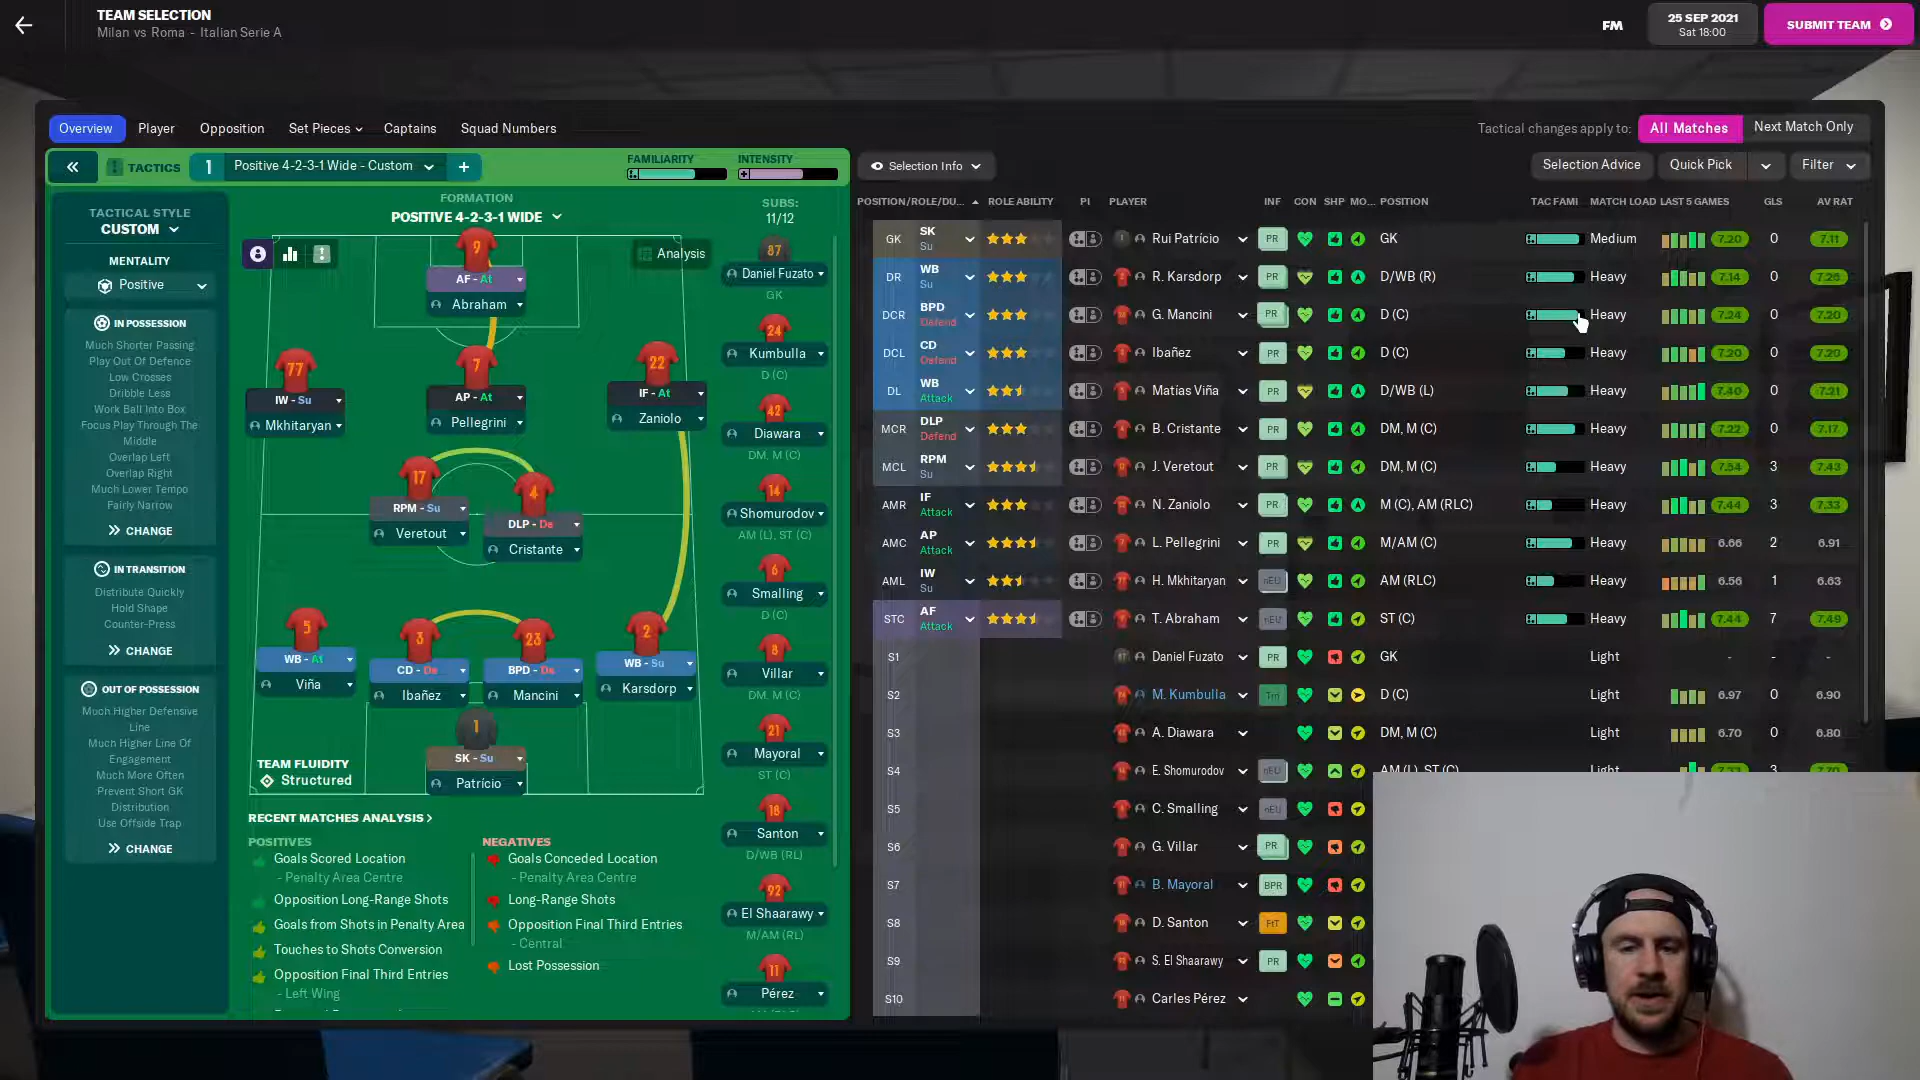 TEAM SELECTION
Milan vs Roma - Italian Serie A
FM
25 SEP 2021
Sat 18:00
SUBMIT TEAM
Overview
Player
Opposition
Set Pieces
Captains
Squad Numbers
Tactical changes apply to:
All Matches
Next Match Only
TACTICS
1
Positive 4-2-3-1 Wide - Custom
+
FAMILIARITY
INTENSITY
Selection Info
Selection Advice
Quick Pick
Filter
TACTICAL STYLE
CUSTOM
MENTALITY
Positive
IN POSSESSION
Much Shorter Passing
Play Out Of Defence
Low Crosses
Dribble Less
Work Ball Into Box
Focus Play Through The
Middle
Overlap Left
Overlap Right
Much Lower Tempo
Fairly Narrow
CHANGE
IN TRANSITION
Distribute Quickly
Hold Shape
Counter-Press
CHANGE
OUT OF POSSESSION
Much Higher Defensive
Line
Much Higher Line Of
Engagement
Much More Often
Prevent Short GK
Distribution
Use Offside Trap
CHANGE
FORMATION
POSITIVE 4-2-3-1 WIDE
Analysis
9
AF - At
Abraham
77
IW - Su
Mkhitaryan
7
AP - At
Pellegrini
22
IF - At
Zaniolo
17
RPM - Su
Veretout
4
DLP - De
Cristante
5
WB - At
Viña
3
CD - De
Ibañez
23
BPD - De
Mancini
2
WB - Su
Karsdorp
1
SK - Su
Patrício
TEAM FLUIDITY
Structured
RECENT MATCHES ANALYSIS >
POSITIVES
Goals Scored Location
- Penalty Area Centre
Opposition Long-Range Shots
Goals from Shots in Penalty Area
Touches to Shots Conversion
Opposition Final Third Entries
- Left Wing
NEGATIVES
Goals Conceded Location
- Penalty Area Centre
Long-Range Shots
Opposition Final Third Entries
- Central
Lost Possession
SUBS:
11/12
87
Daniel Fuzato
GK
24
Kumbulla
D (C)
42
Diawara
DM, M (C)
14
Shomurodov
AM (L), ST (C)
6
Smalling
D (C)
8
Villar
DM, M (C)
21
Mayoral
ST (C)
18
Santon
D/WB (RL)
92
El Shaarawy
M/AM (RL)
11
Pérez
POSITION/ROLE/DU... ROLE ABILITY PI PLAYER INF CON SHP MO... POSITION TAC FAMI MATCH LOAD LAST 5 GAMES GLS AV RAT
GK SK Su Rui Patrício PR GK Medium 7.20 0 7.11
DR WB Su R. Karsdorp PR D/WB (R) Heavy 7.14 0 7.25
DCR BPD Defend G. Mancini PR D (C) Heavy 7.24 0 7.20
DCL CD Defend Ibañez PR D (C) Heavy 7.20 0 7.20
DL WB Attack Matías Viña PR D/WB (L) Heavy 7.40 0 7.21
MCR DLP Defend B. Cristante PR DM, M (C) Heavy 7.22 0 7.17
MCL RPM Su J. Veretout PR DM, M (C) Heavy 7.54 3 7.43
AMR IF Attack N. Zaniolo PR M (C), AM (RLC) Heavy 7.44 3 7.33
AMC AP Attack L. Pellegrini PR M/AM (C) Heavy 6.66 2 6.91
AML IW Su H. Mkhitaryan nEU AM (RLC) Heavy 6.56 1 6.63
STC AF Attack T. Abraham nEU ST (C) Heavy 7.44 7 7.49
S1 Daniel Fuzato PR GK Light - - -
S2 M. Kumbulla Trn D (C) Light 6.97 0 6.90
S3 A. Diawara DM, M (C) Light 6.70 0 6.80
S4 E. Shomurodov nEU AM (L), ST (C) Light 3
S5 C. Smalling nEU
S6 G. Villar PR
S7 B. Mayoral BPR
S8 D. Santon FtT
S9 S. El Shaarawy PR
S10 Carles Pérez